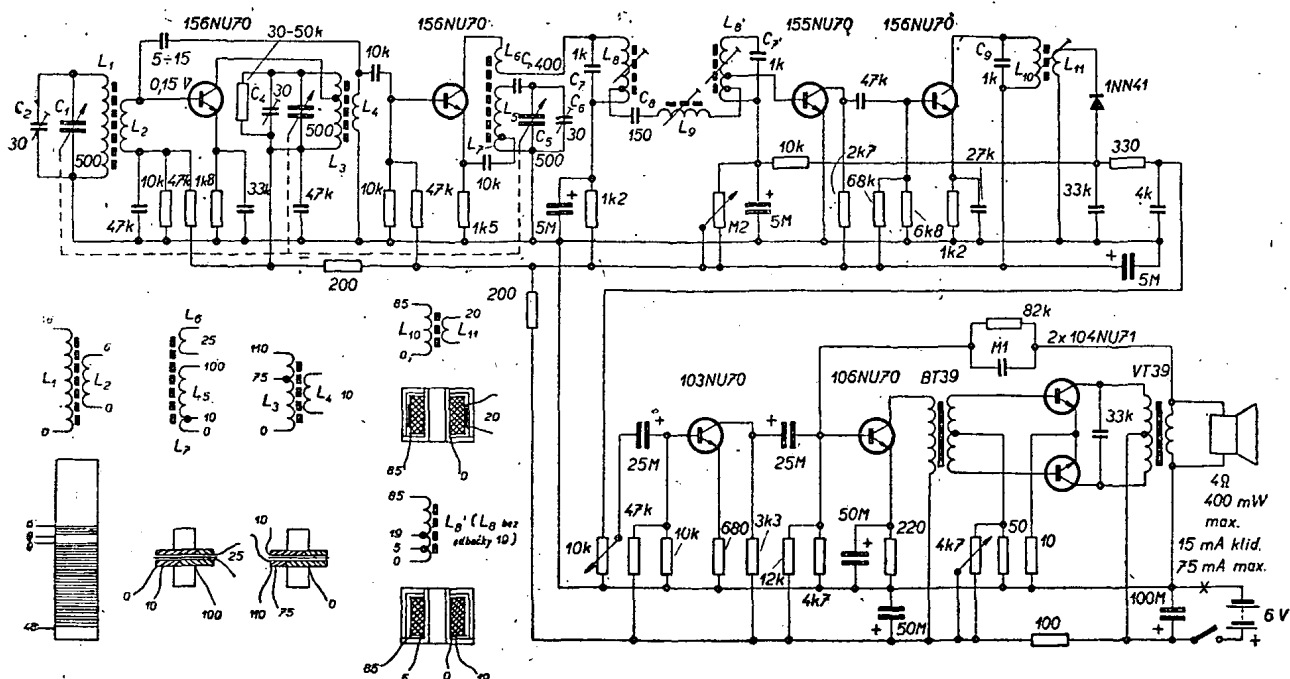 156NU70
156NU70
155NU70
156NU70
L1
5÷15
0,15 V
30-50k
10k
L6
C 400
1k
L8
L8'
C7'
1k
47k
C9
1k
L10
L11
1NN41
C2
30
C1
500
L2
C4
30
500
L4
L3
L5
C7
C6
30
C5
500
L7
10k
C8
150
L9
10k
2k7
68k
27k
330
10k
47k
1k8
33k
47k
47k
10k
47k
1k5
5M
+
1k2
M2
+
5M
6k8
1k2
33k
4k
+
5M
200
200
L1
L2
6
0
0
L6
25
100
L5
10
0
L7
110
75
L3
0
L4
10
85
L10
0
20
L11
20
85
0
85
19
5
0
L8' (L8 bez
odbočky 19)
85
5
0
19
0
10
25
100
10
110
75
0
82k
M1
2x104NU71
103NU70
106NU70
BT39
VT39
25M
+
+
25M
33k
4Ω
400 mW
max.
15 mA klid.
75 mA max.
10k
47k
10k
680
3k3
12k
4k7
50M
+
220
4k7
50
10
+
50M
100
100M
+
x
6V
+